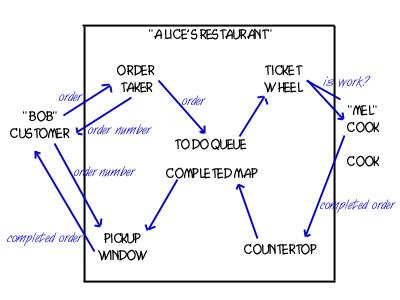 "ALICE'S RESTAURANT"
ORDER
TAKER
TICKET
WHEEL
is work?
order
order
"BOB"
CUSTOMER
order number
"MEL"
COOK
TO DO QUEUE
COOK
order number
COMPLETED MAP
completed order
completed order
PICKUP
WINDOW
COUNTERTOP